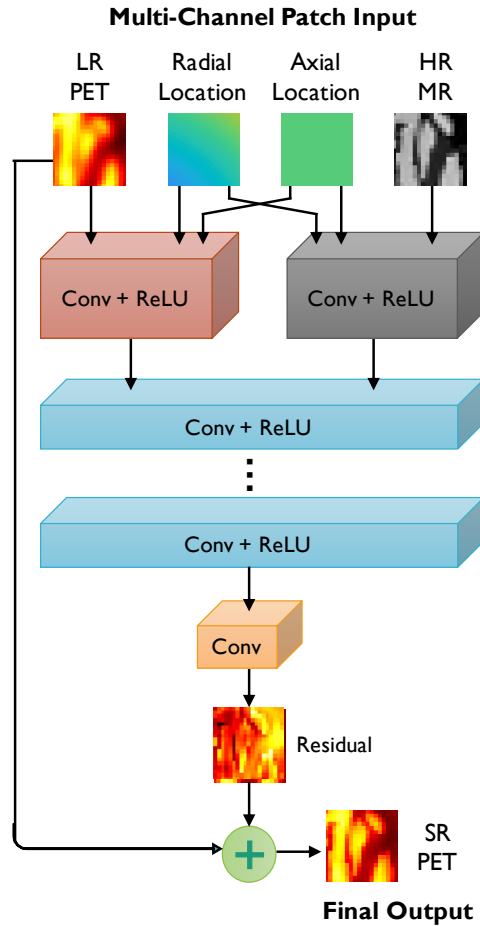 Multi-Channel Patch Input
LR
PET
Radial
Location
Axial
Location
HR
MR
Conv + ReLU
Conv + ReLU
Conv + ReLU
Conv + ReLU
Conv
Residual
+
SR
PET
Final Output